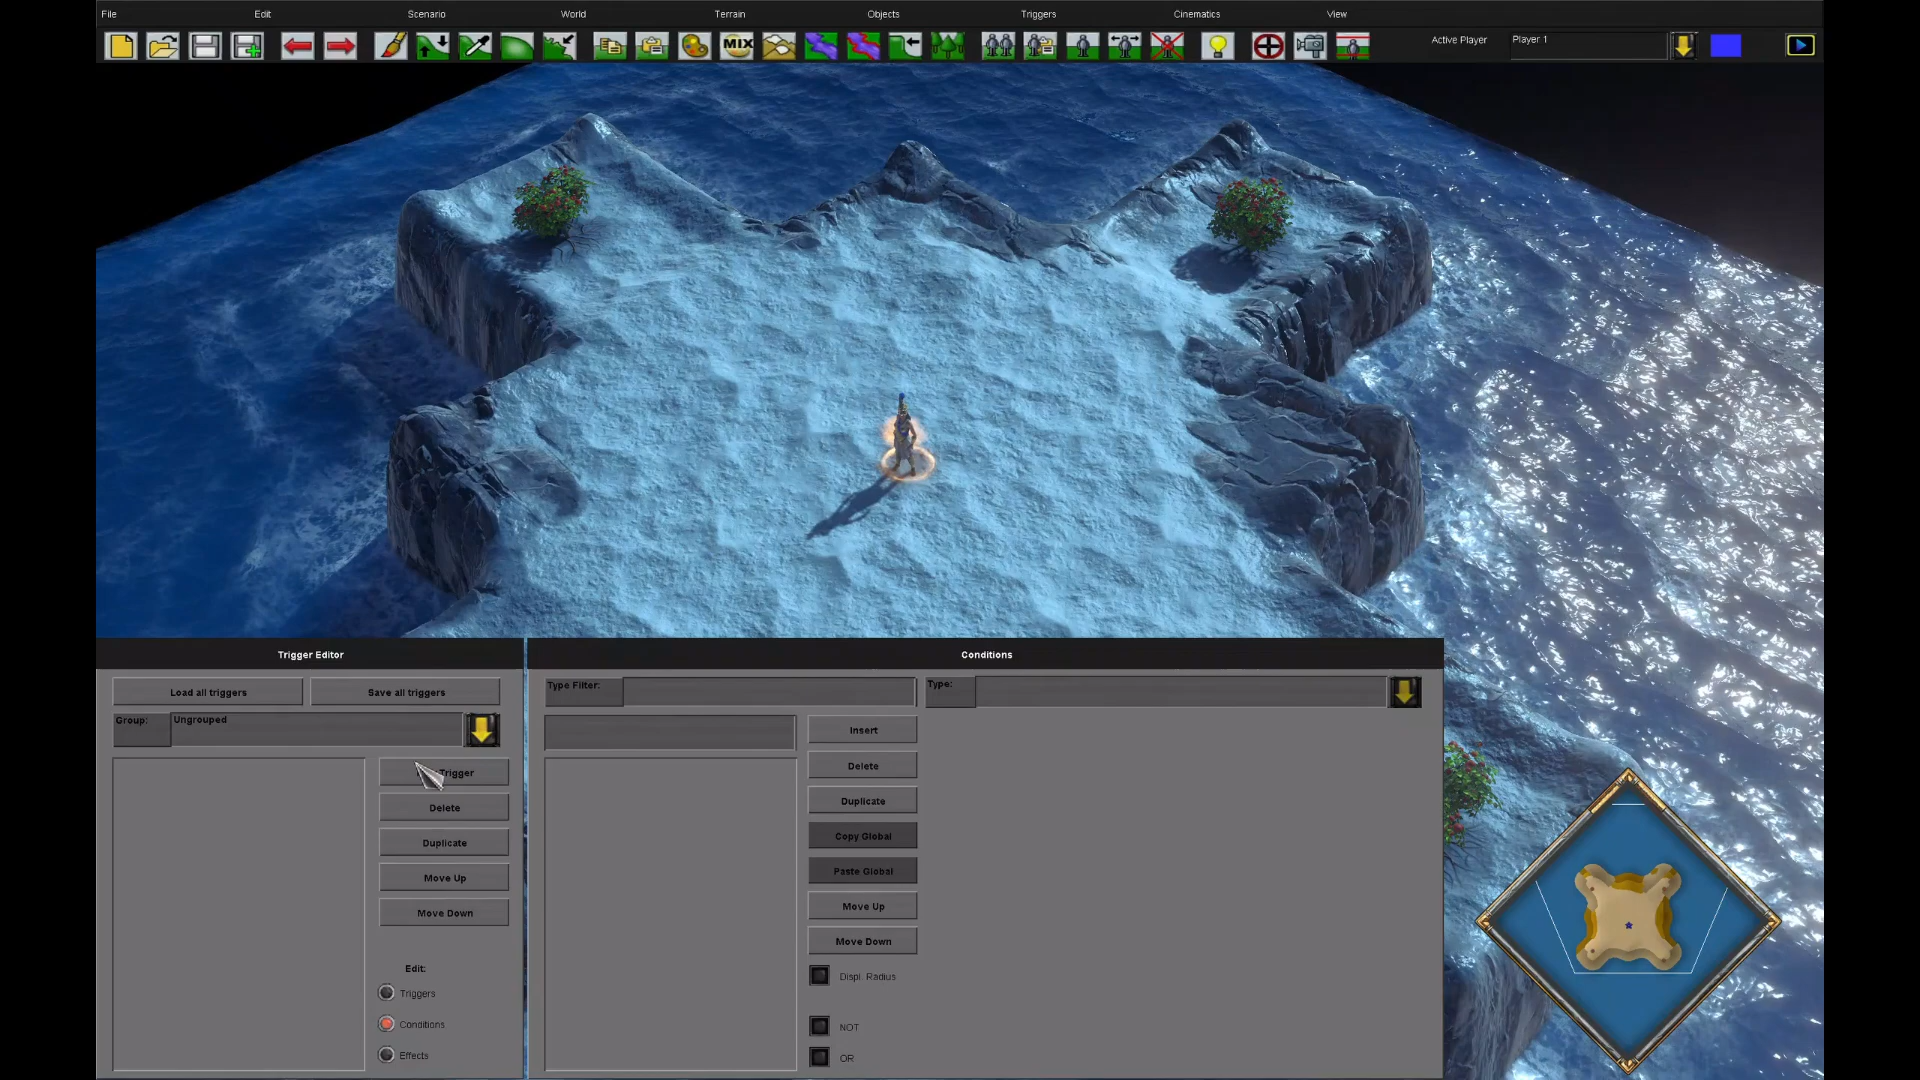 File Edit Scenario World Terrain Objects Triggers Cinematics View
MIX
Active Player Player 1
Trigger Editor
Load all triggers Save all triggers
Group: Ungrouped
Trigger
Delete
Duplicate
Move Up
Move Down
Edit:
Triggers
Conditions
Effects
Conditions
Type Filter: Type:
Insert
Delete
Duplicate
Copy Global
Paste Global
Move Up
Move Down
Displ. Radius
NOT
OR